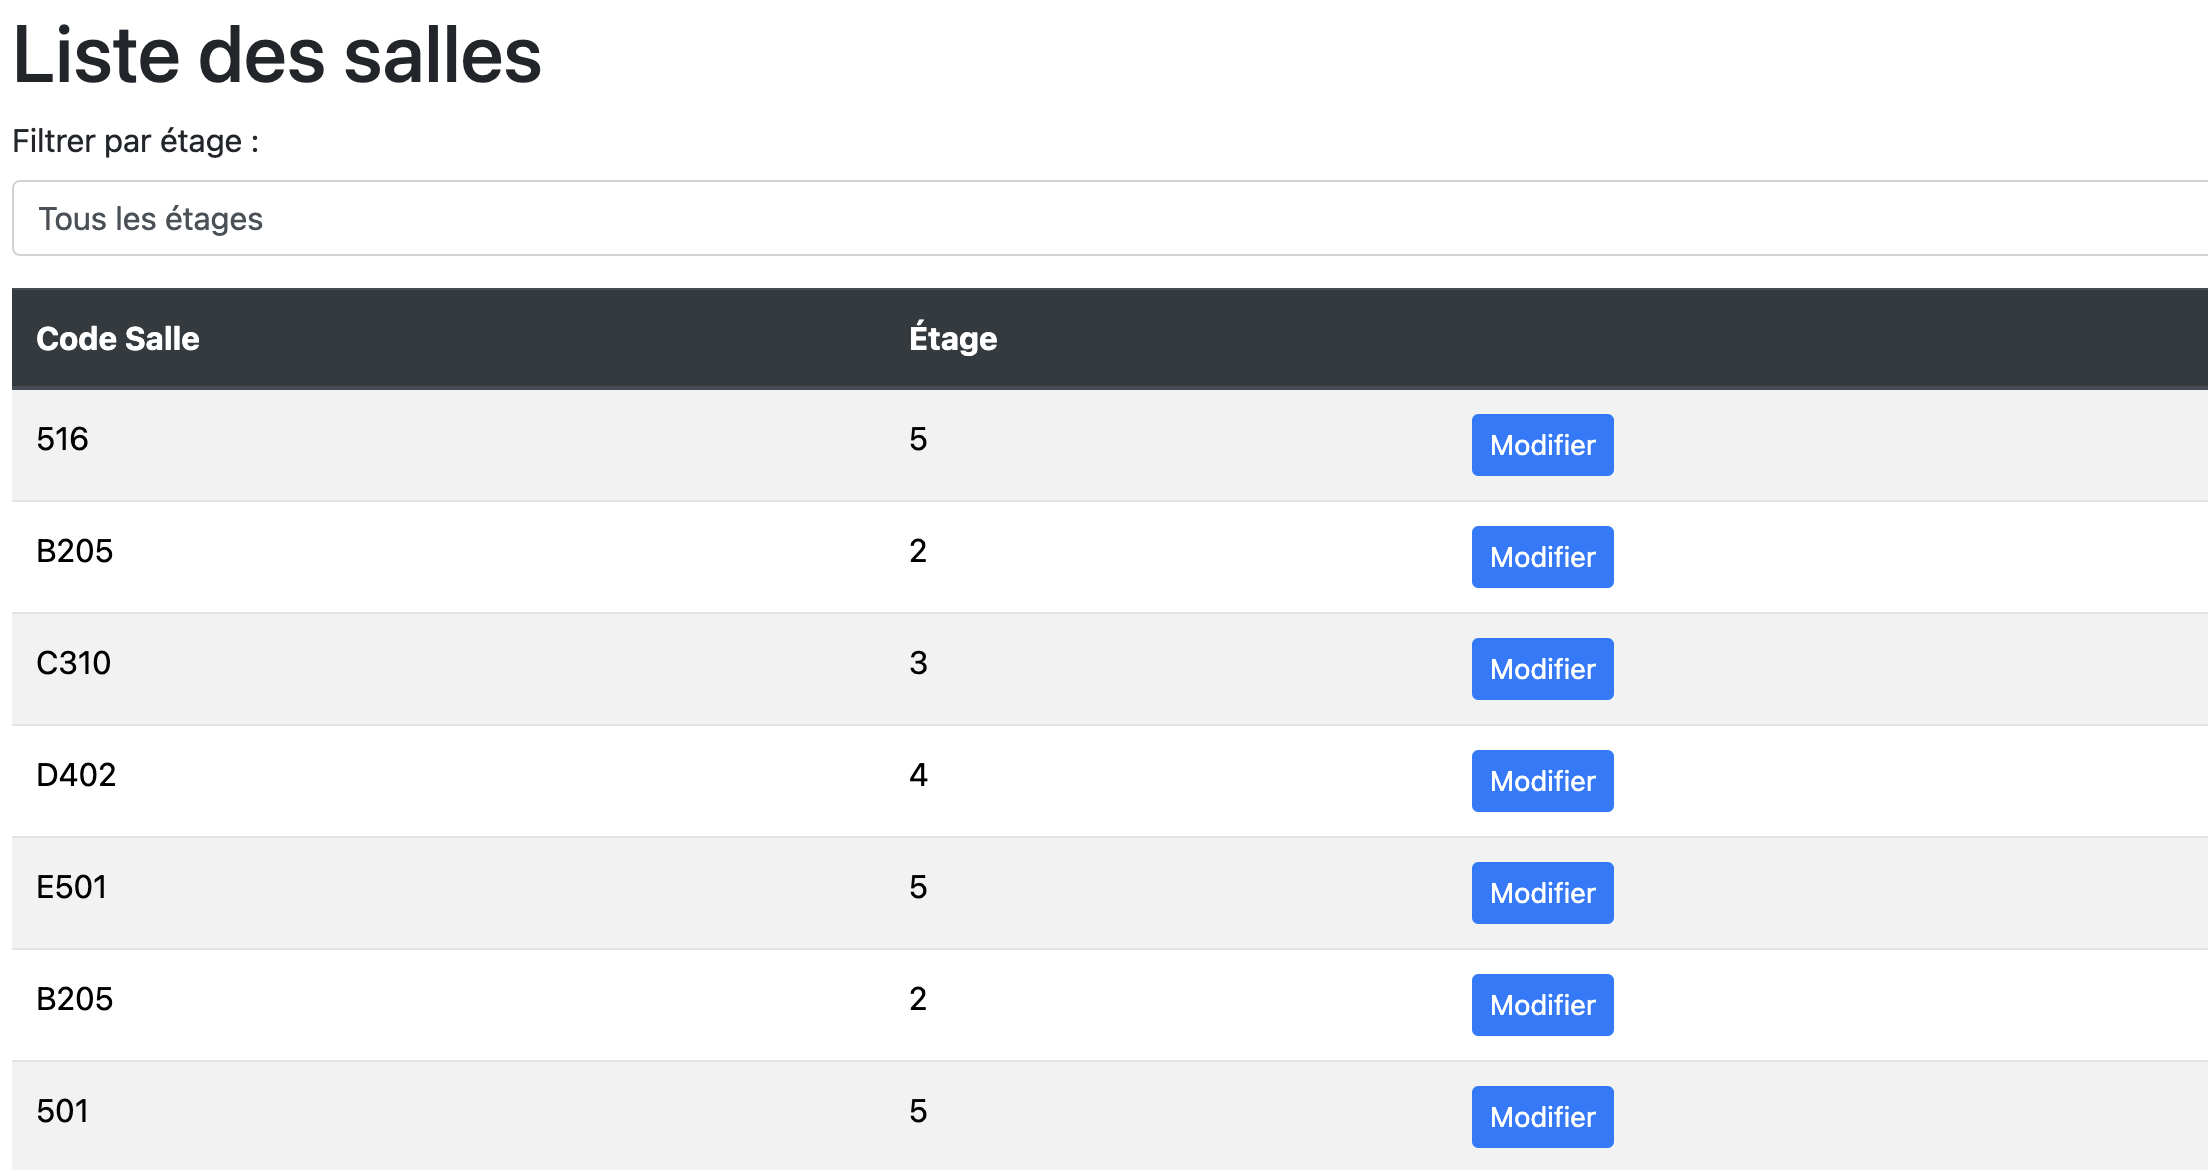 Liste des salles
Filtrer par étage :
Tous les étages
Code Salle Étage
516 5 Modifier
B205 2 Modifier
C310 3 Modifier
D402 4 Modifier
E501 5 Modifier
B205 2 Modifier
501 5 Modifier